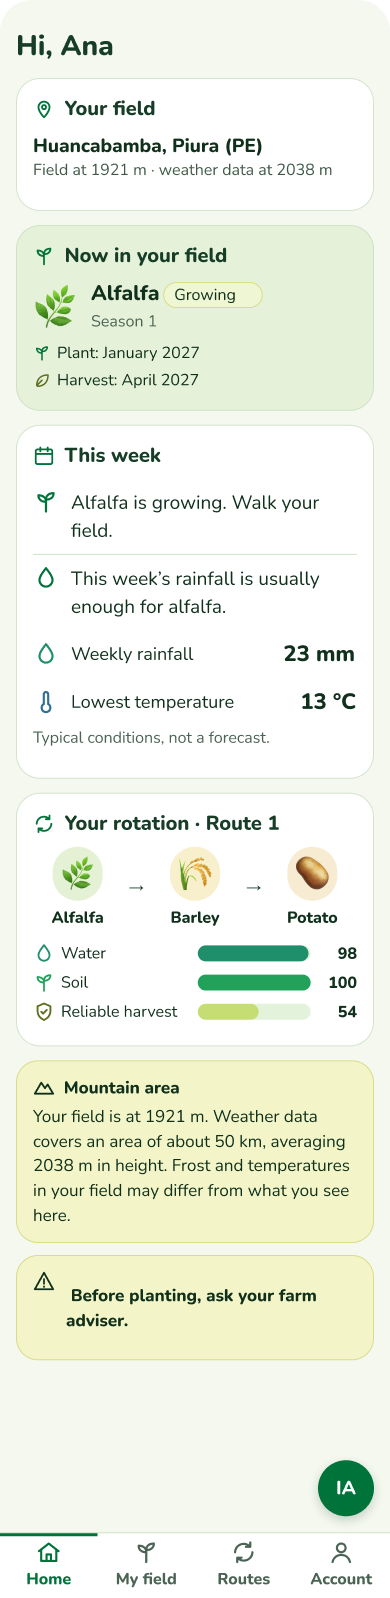 Hi, Ana
Your field
Huancabamba, Piura (PE)
Field at 1921 m · weather data at 2038 m
Now in your field
Alfalfa Growing
Season 1
Plant: January 2027
Harvest: April 2027
This week
Alfalfa is growing. Walk your
field.
This week’s rainfall is usually
enough for alfalfa.
Weekly rainfall 23 mm
Lowest temperature 13 °C
Typical conditions, not a forecast.
Your rotation · Route 1
→ →
Alfalfa Barley Potato
Water 98
Soil 100
Reliable harvest 54
Mountain area
Your field is at 1921 m. Weather data
covers an area of about 50 km, averaging
2038 m in height. Frost and temperatures
in your field may differ from what you see
here.
Before planting, ask your farm
adviser.
IA
Home My field Routes Account